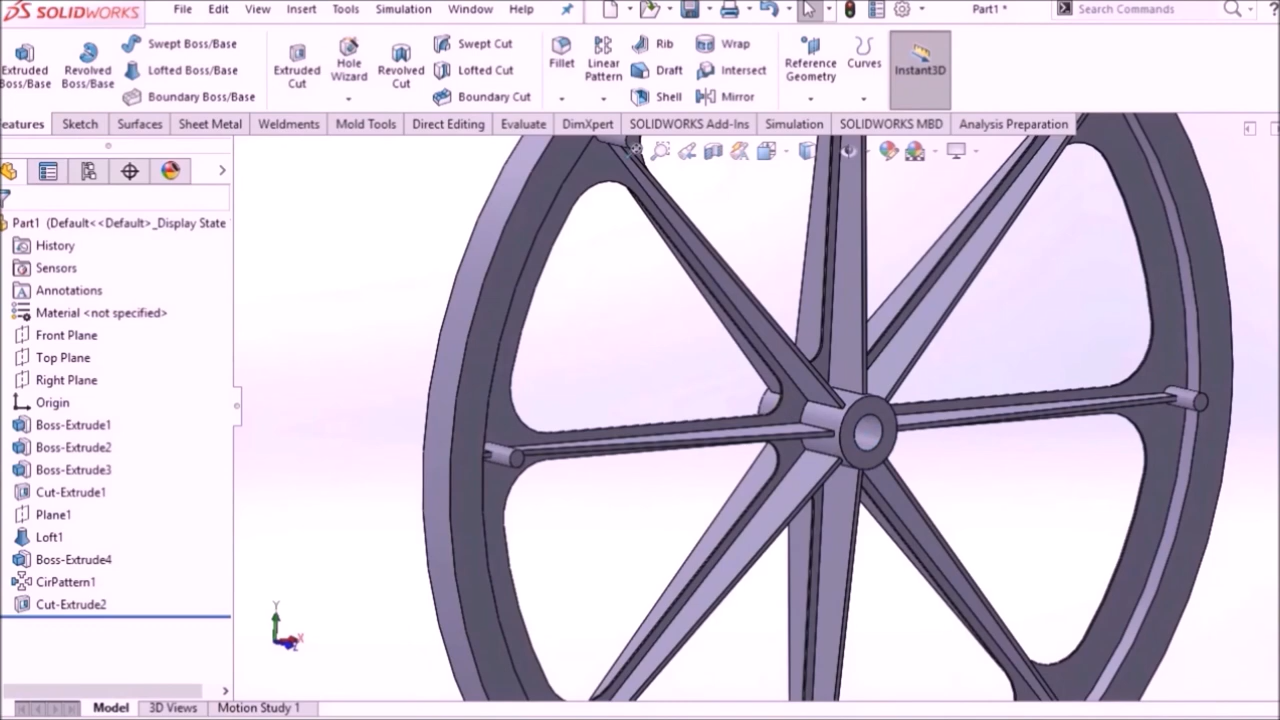 SOLIDWORKS File Edit View Insert Tools Simulation Window Help Part1 * Search Commands
Extruded Boss/Base
Revolved Boss/Base
Swept Boss/Base
Lofted Boss/Base
Boundary Boss/Base
Extruded Cut
Hole Wizard
Revolved Cut
Swept Cut
Lofted Cut
Boundary Cut
Fillet
Linear Pattern
Rib
Draft
Shell
Wrap
Intersect
Mirror
Reference Geometry
Curves
Instant3D
eatures Sketch Surfaces Sheet Metal Weldments Mold Tools Direct Editing Evaluate DimXpert SOLIDWORKS Add-Ins Simulation SOLIDWORKS MBD Analysis Preparation
Part1 (Default<<Default>_Display State
History
Sensors
Annotations
Material <not specified>
Front Plane
Top Plane
Right Plane
Origin
Boss-Extrude1
Boss-Extrude2
Boss-Extrude3
Cut-Extrude1
Plane1
Loft1
Boss-Extrude4
CirPattern1
Cut-Extrude2
Y
X
Z
Model 3D Views Motion Study 1